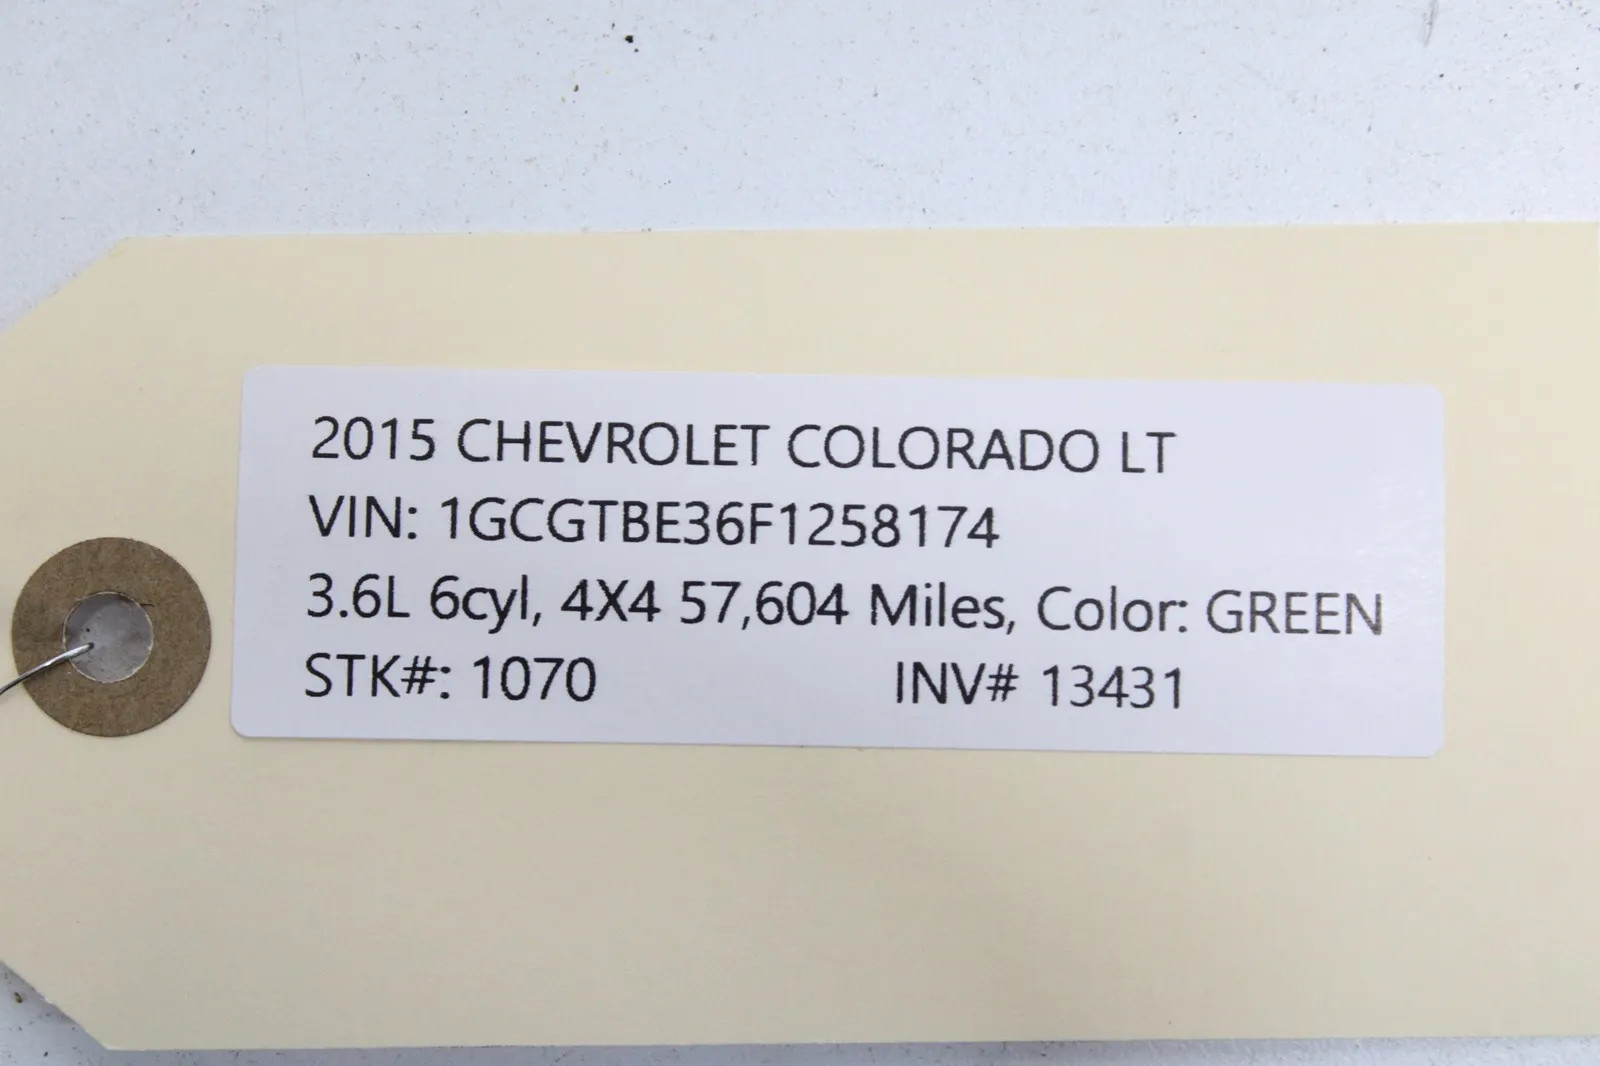 2015 CHEVROLET COLORADO LT
VIN: 1GCGTBE36F1258174
3.6L 6cyl, 4X4 57,604 Miles, Color: GREEN
STK#: 1070 INV# 13431